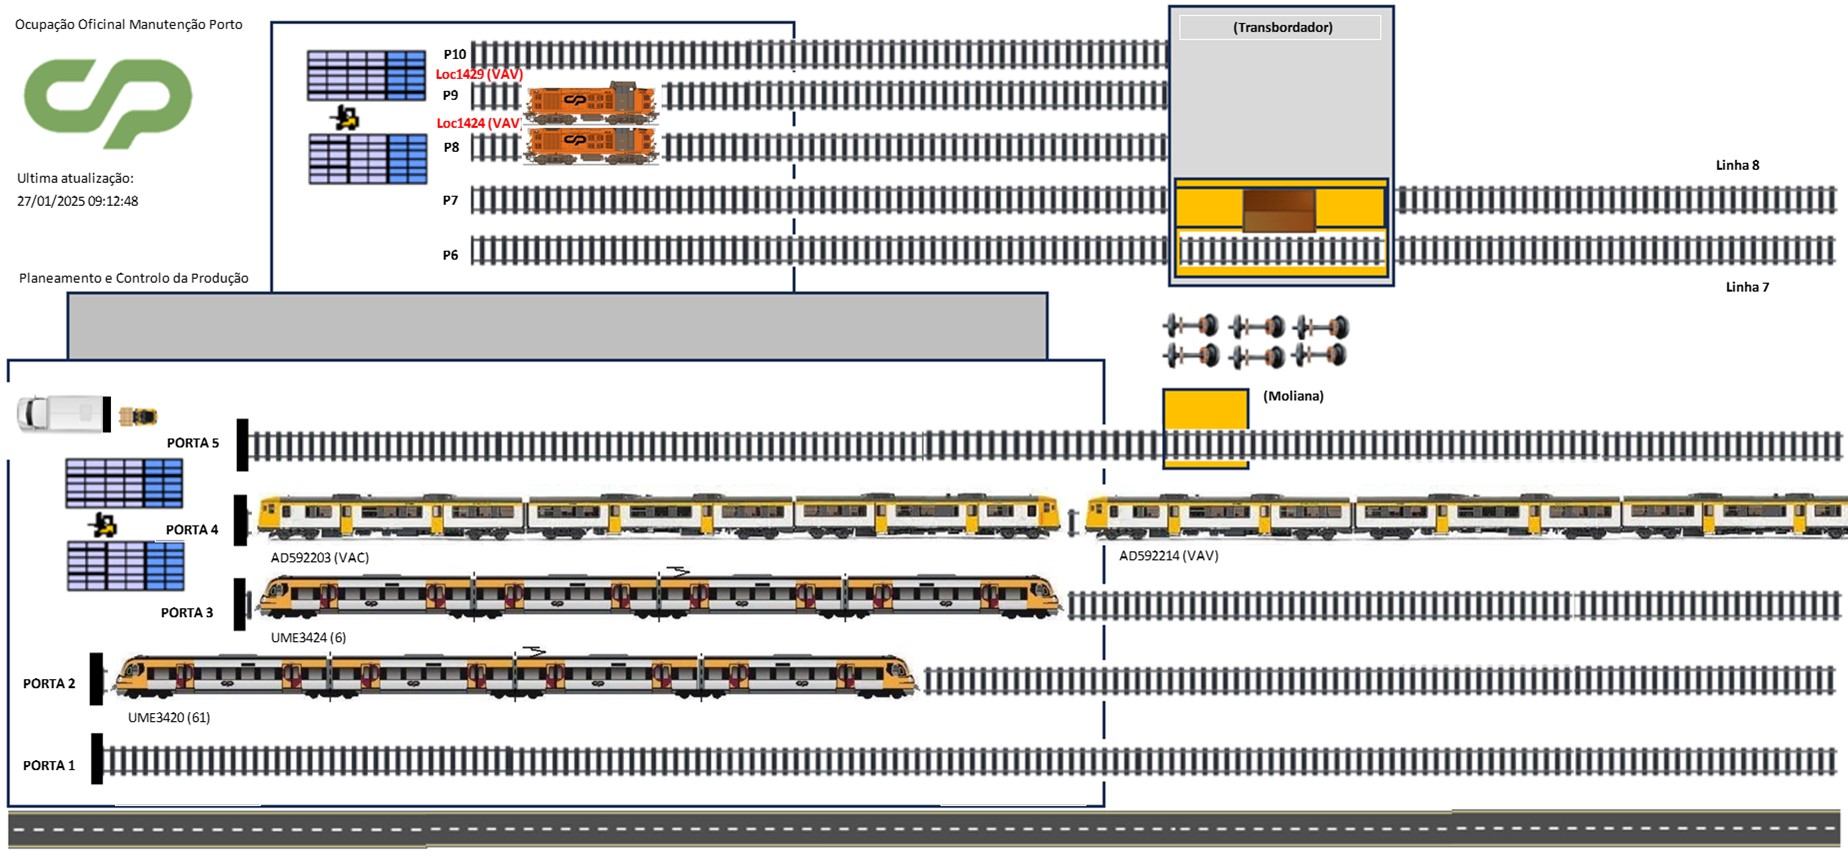 Ocupação Oficinal Manutenção Porto
(Transbordador)
P10
Loc1429 (VAV)
P9
Loc1424 (VAV)
P8
Linha 8
Ultima atualização:
27/01/2025 09:12:48
P7
P6
Planeamento e Controlo da Produção
Linha 7
(Moliana)
PORTA 5
PORTA 4
AD592203 (VAC)
AD592214 (VAV)
PORTA 3
UME3424 (6)
PORTA 2
UME3420 (61)
PORTA 1